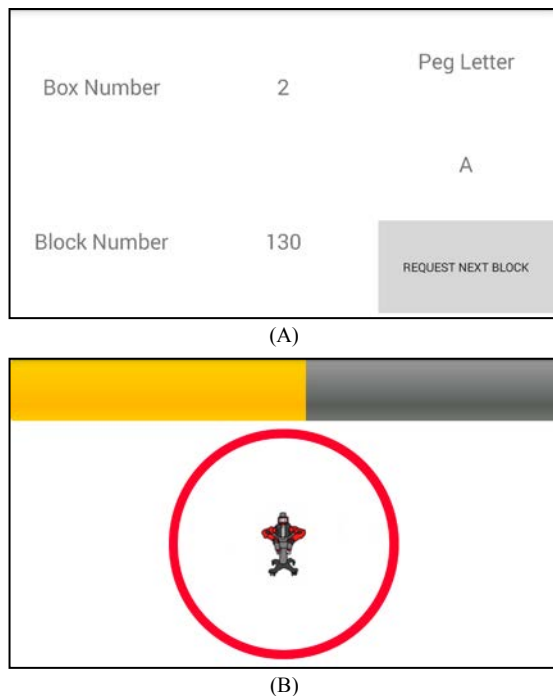 Peg Letter
Box Number 2
A
Block Number 130
REQUEST NEXT BLOCK
(A)
(B)